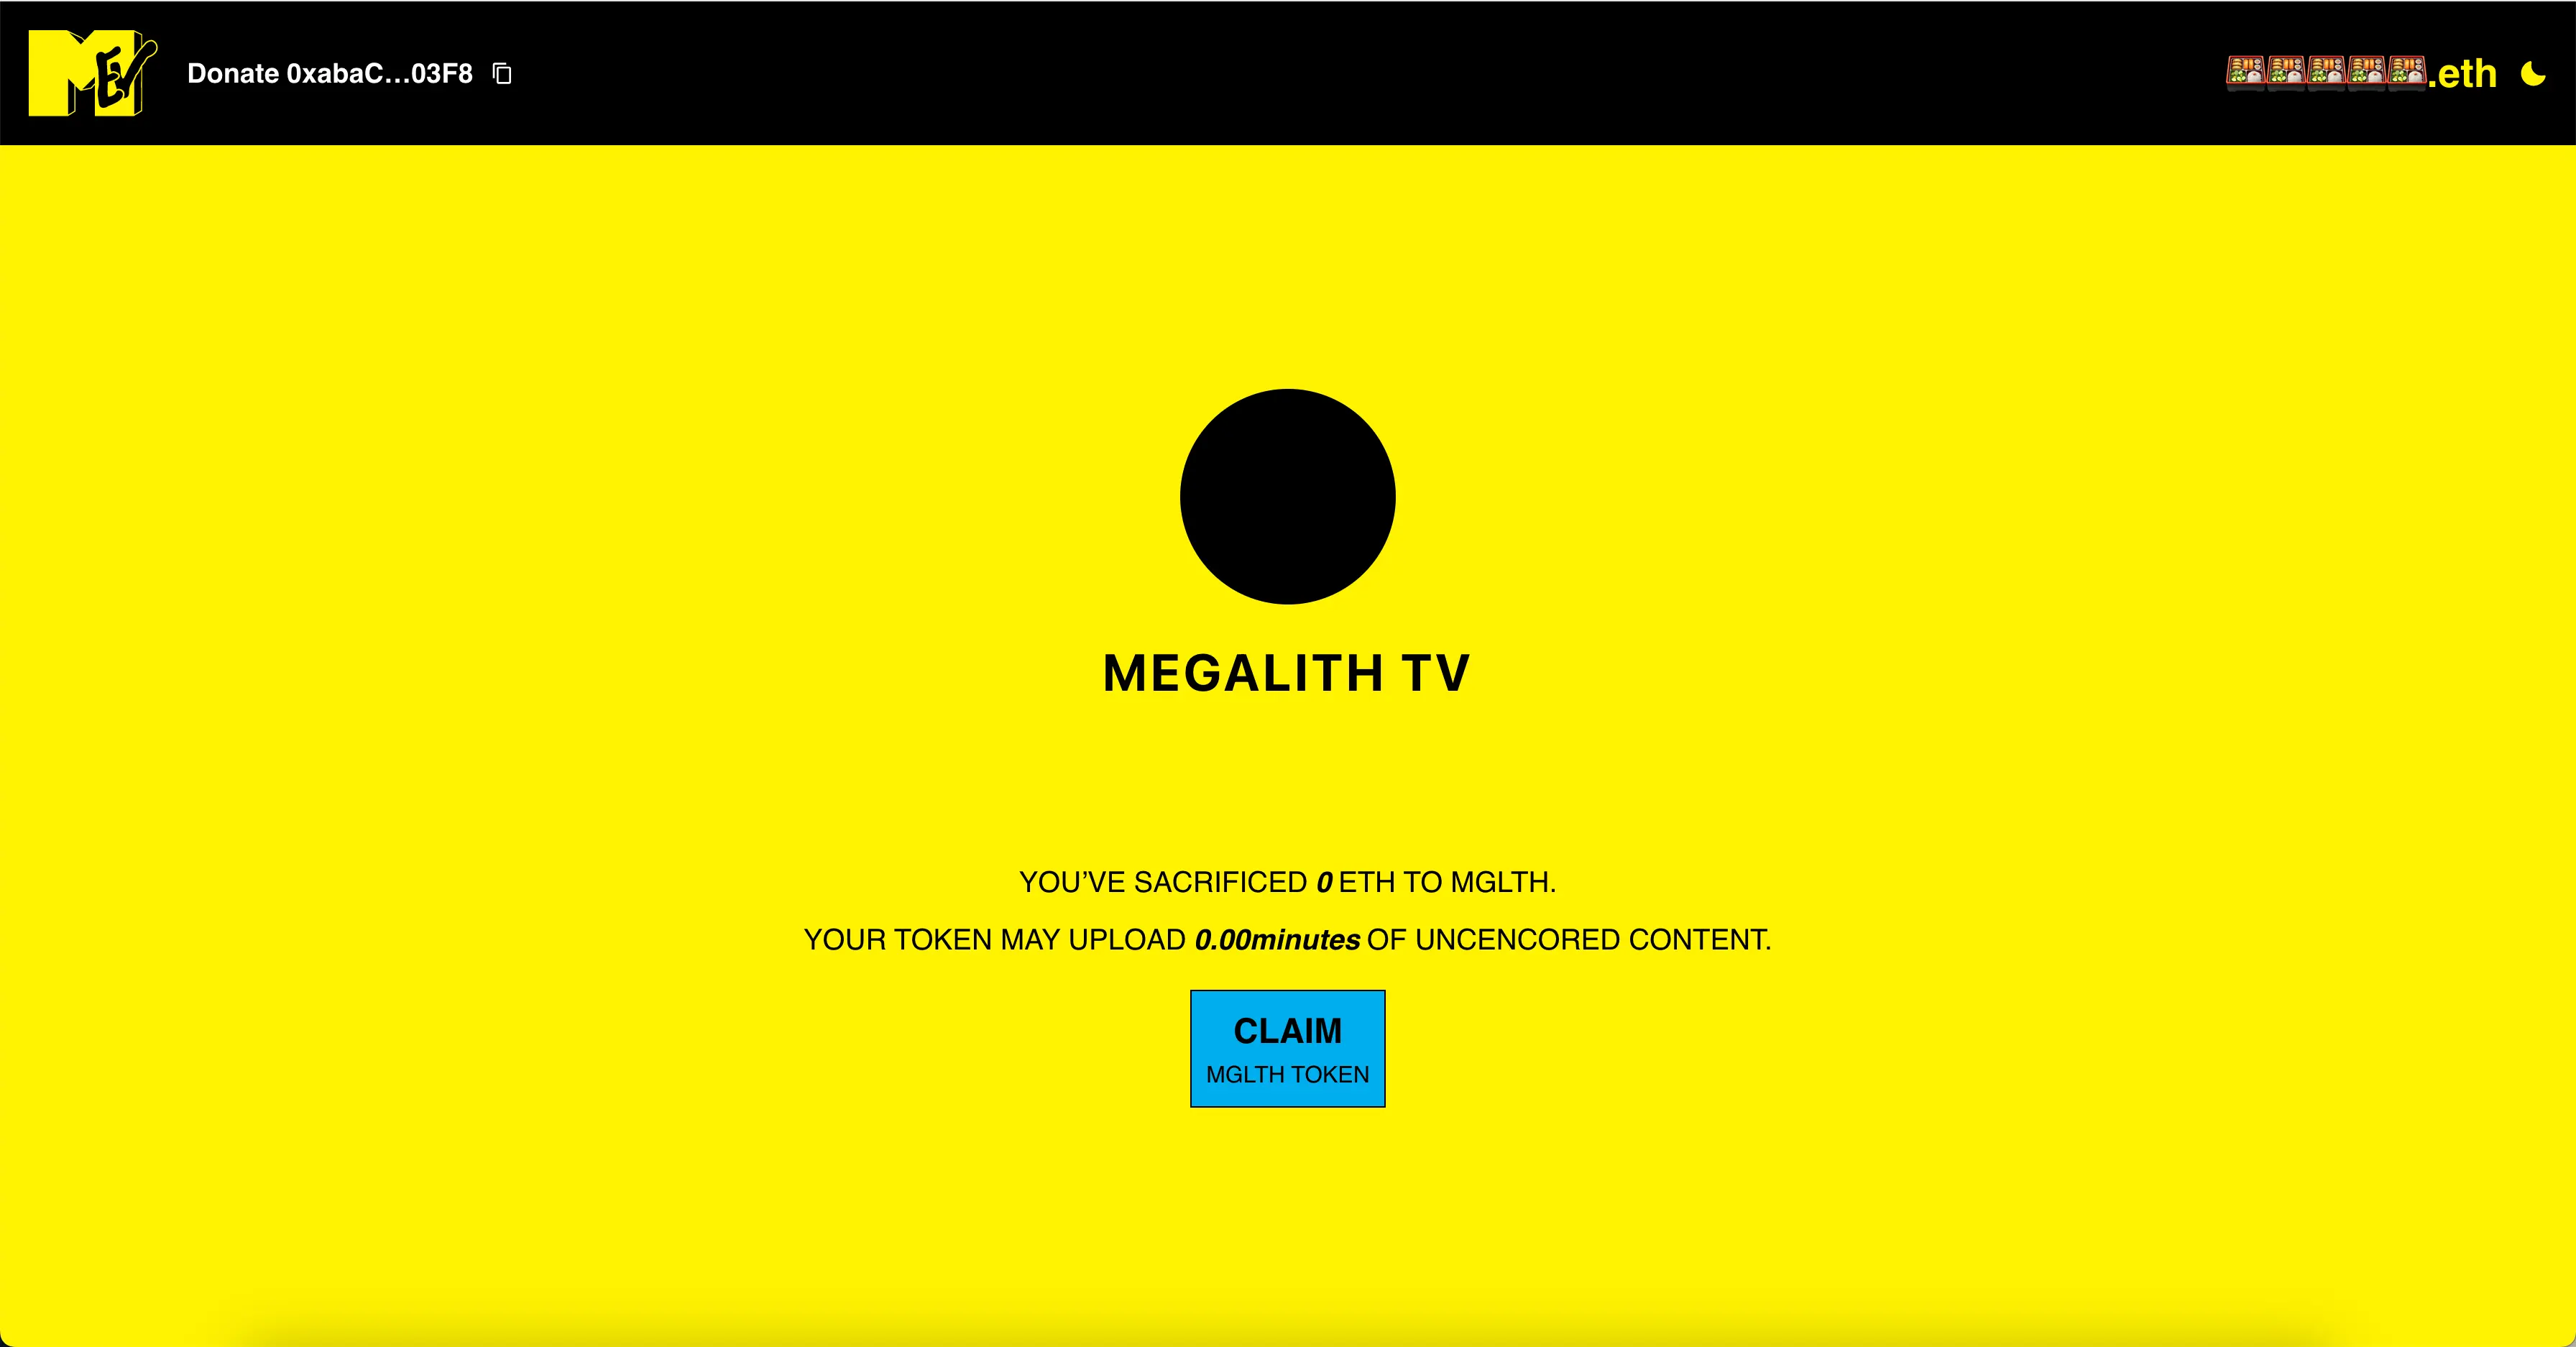 MEV
Donate 0xabaC...03F8
🍱🍱🍱🍱🍱.eth
MEGALITH TV
YOU’VE SACRIFICED 0 ETH TO MGLTH.
YOUR TOKEN MAY UPLOAD 0.00minutes OF UNCENCORED CONTENT.
CLAIM
MGLTH TOKEN